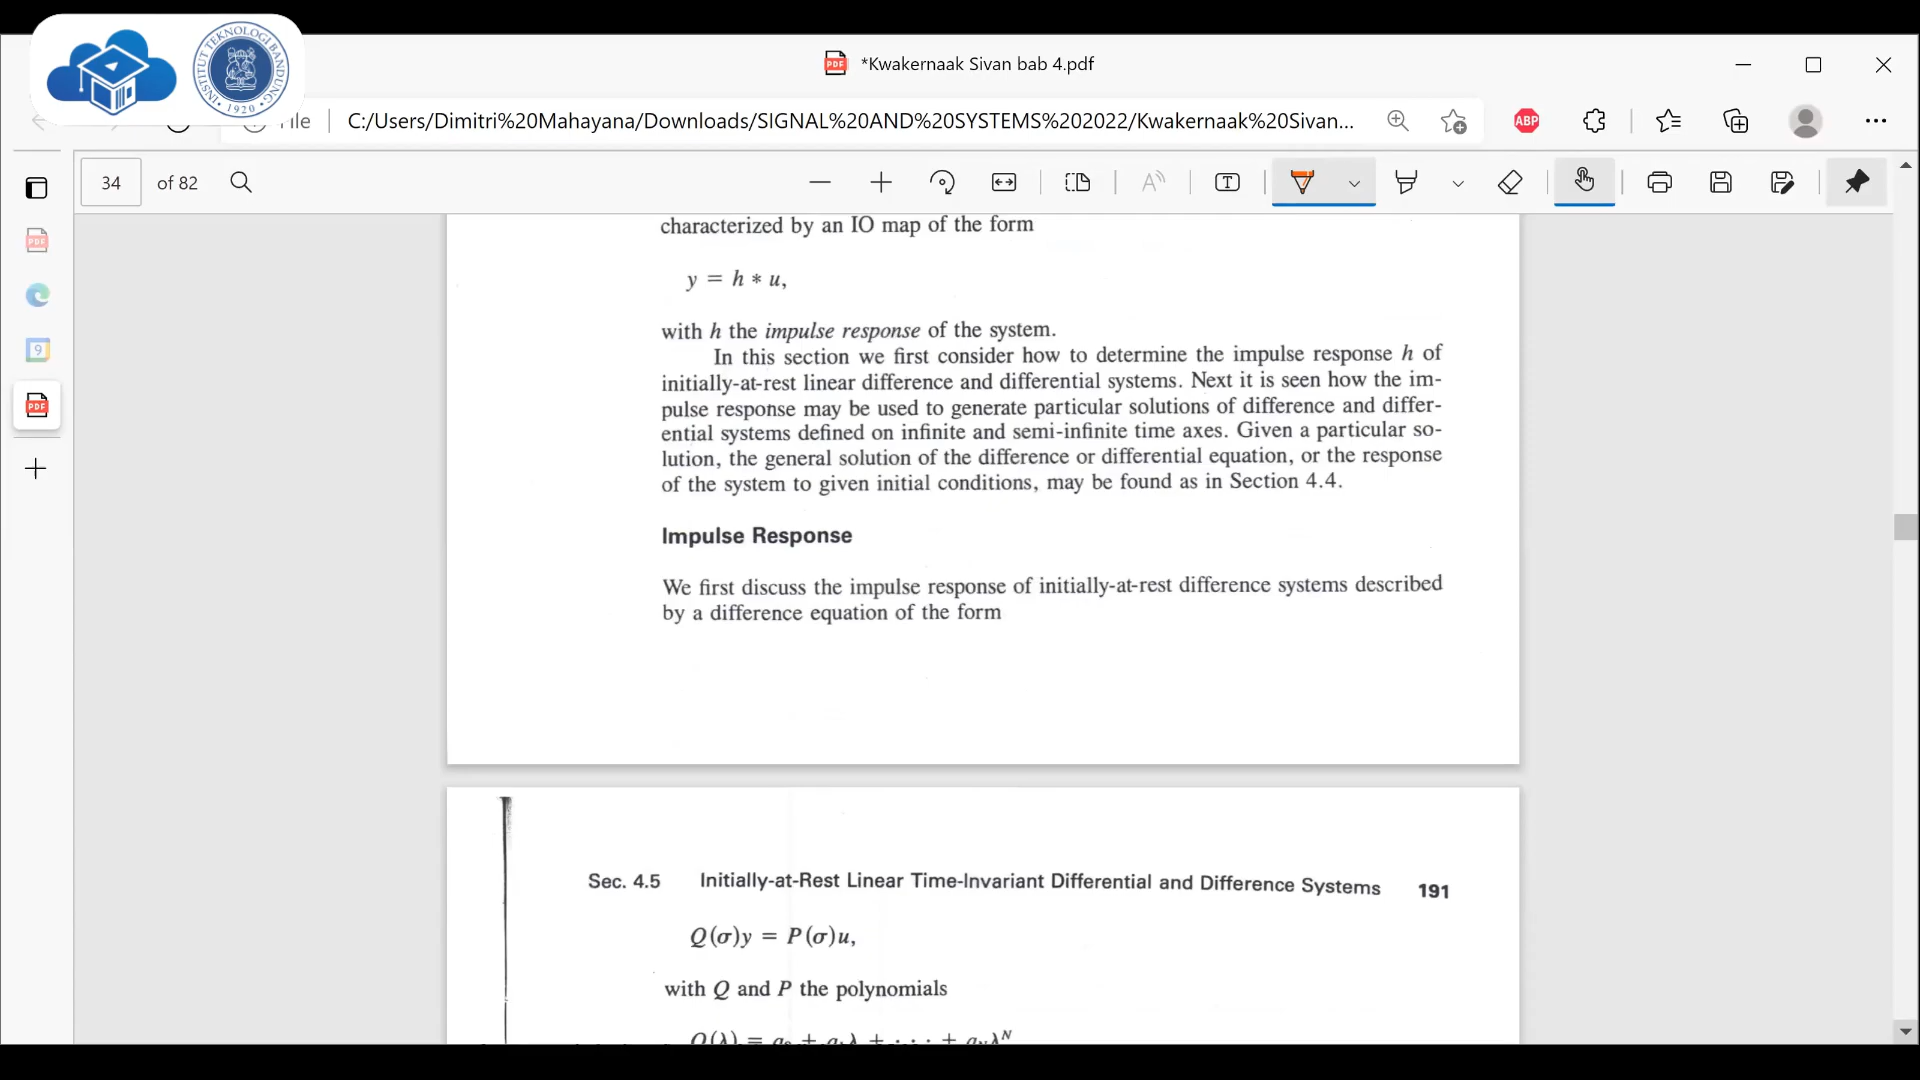 INSTITUT TEKNOLOGI BANDUNG
1920
*Kwakernaak Sivan bab 4.pdf
C:/Users/Dimitri%20Mahayana/Downloads/SIGNAL%20AND%20SYSTEMS%202022/Kwakernaak%20Sivan...
ABP
34 of 82
characterized by an IO map of the form
y = h * u,
with h the impulse response of the system.
In this section we first consider how to determine the impulse response h of
initially-at-rest linear difference and differential systems. Next it is seen how the im-
pulse response may be used to generate particular solutions of difference and differ-
ential systems defined on infinite and semi-infinite time axes. Given a particular so-
lution, the general solution of the difference or differential equation, or the response
of the system to given initial conditions, may be found as in Section 4.4.
Impulse Response
We first discuss the impulse response of initially-at-rest difference systems described
by a difference equation of the form
Sec. 4.5 Initially-at-Rest Linear Time-Invariant Differential and Difference Systems 191
Q(σ)y = P(σ)u,
with Q and P the polynomials